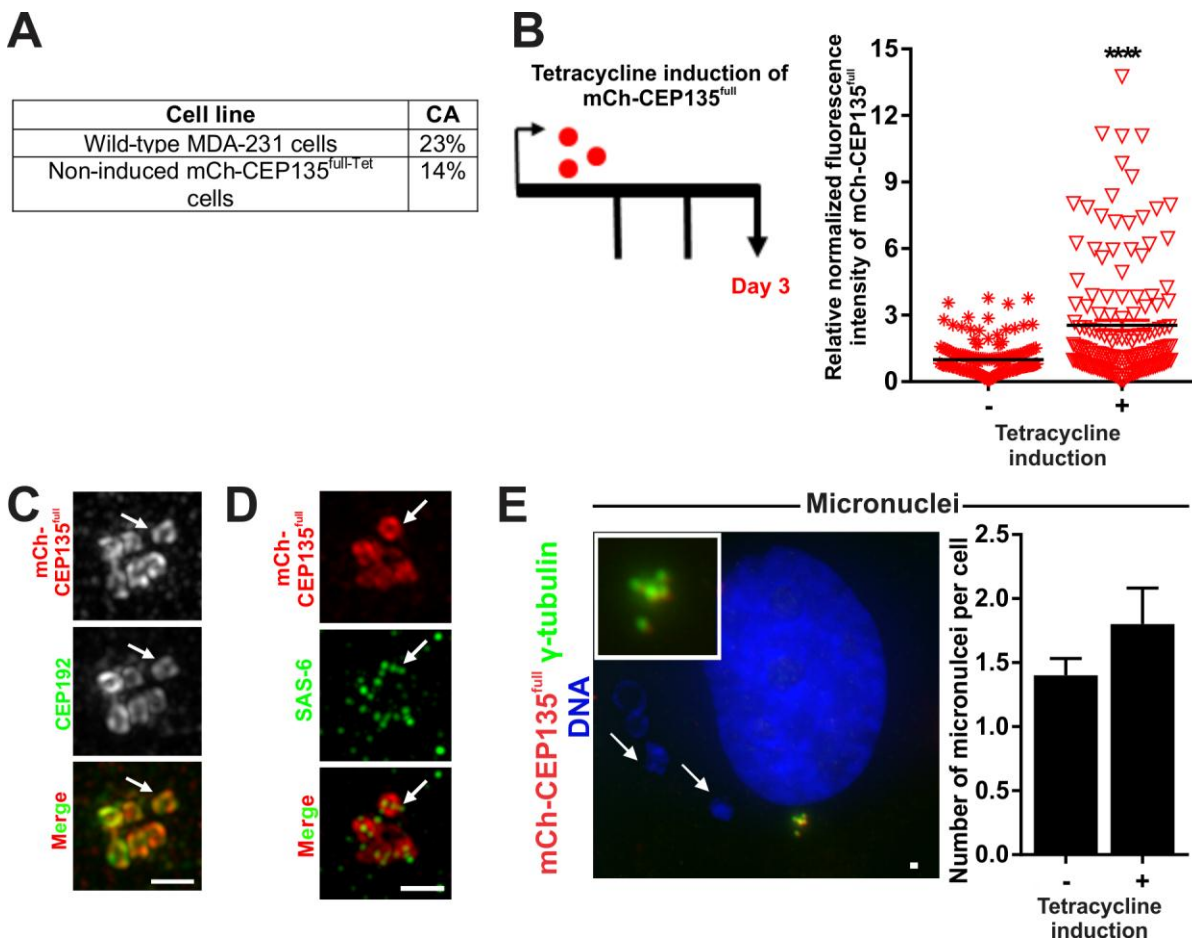 A
Cell line CA
Wild-type MDA-231 cells 23%
Non-induced mCh-CEP135full-Tet 14%
cells
B
Tetracycline induction of
mCh-CEP135full
Day 3
Relative normalized fluorescence
intensity of mCh-CEP135full
15
12
9
6
3
0
****
- +
Tetracycline
induction
C
mCh-
CEP135full
CEP192
Merge
D
mCh-
CEP135full
SAS-6
Merge
E
Micronuclei
mCh-CEP135full γ-tubulin
DNA
Number of micronulcei per cell
2.5
2.0
1.5
1.0
0.5
0.0
- +
Tetracycline
induction